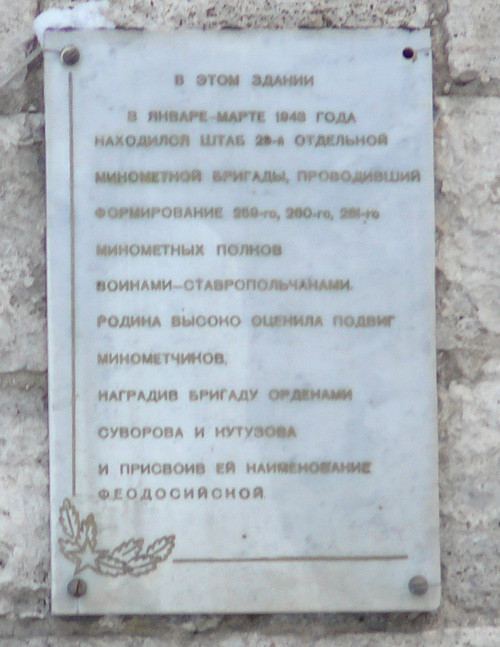 В ЭТОМ ЗДАНИИ
В ЯНВАРЕ–МАРТЕ 1943 ГОДА
НАХОДИЛСЯ ШТАБ 29-й ОТДЕЛЬНОЙ
МИНОМЕТНОЙ БРИГАДЫ, ПРОВОДИВШИЙ
ФОРМИРОВАНИЕ 259-го, 260-го, 261-го
МИНОМЕТНЫХ ПОЛКОВ
ВОИНАМИ–СТАВРОПОЛЬЧАНАМИ.
РОДИНА ВЫСОКО ОЦЕНИЛА ПОДВИГ
МИНОМЕТЧИКОВ,
НАГРАДИВ БРИГАДУ ОРДЕНАМИ
СУВОРОВА И КУТУЗОВА
И ПРИСВОИВ ЕЙ НАИМЕНОВАНИЕ
ФЕОДОСИЙСКОЙ.